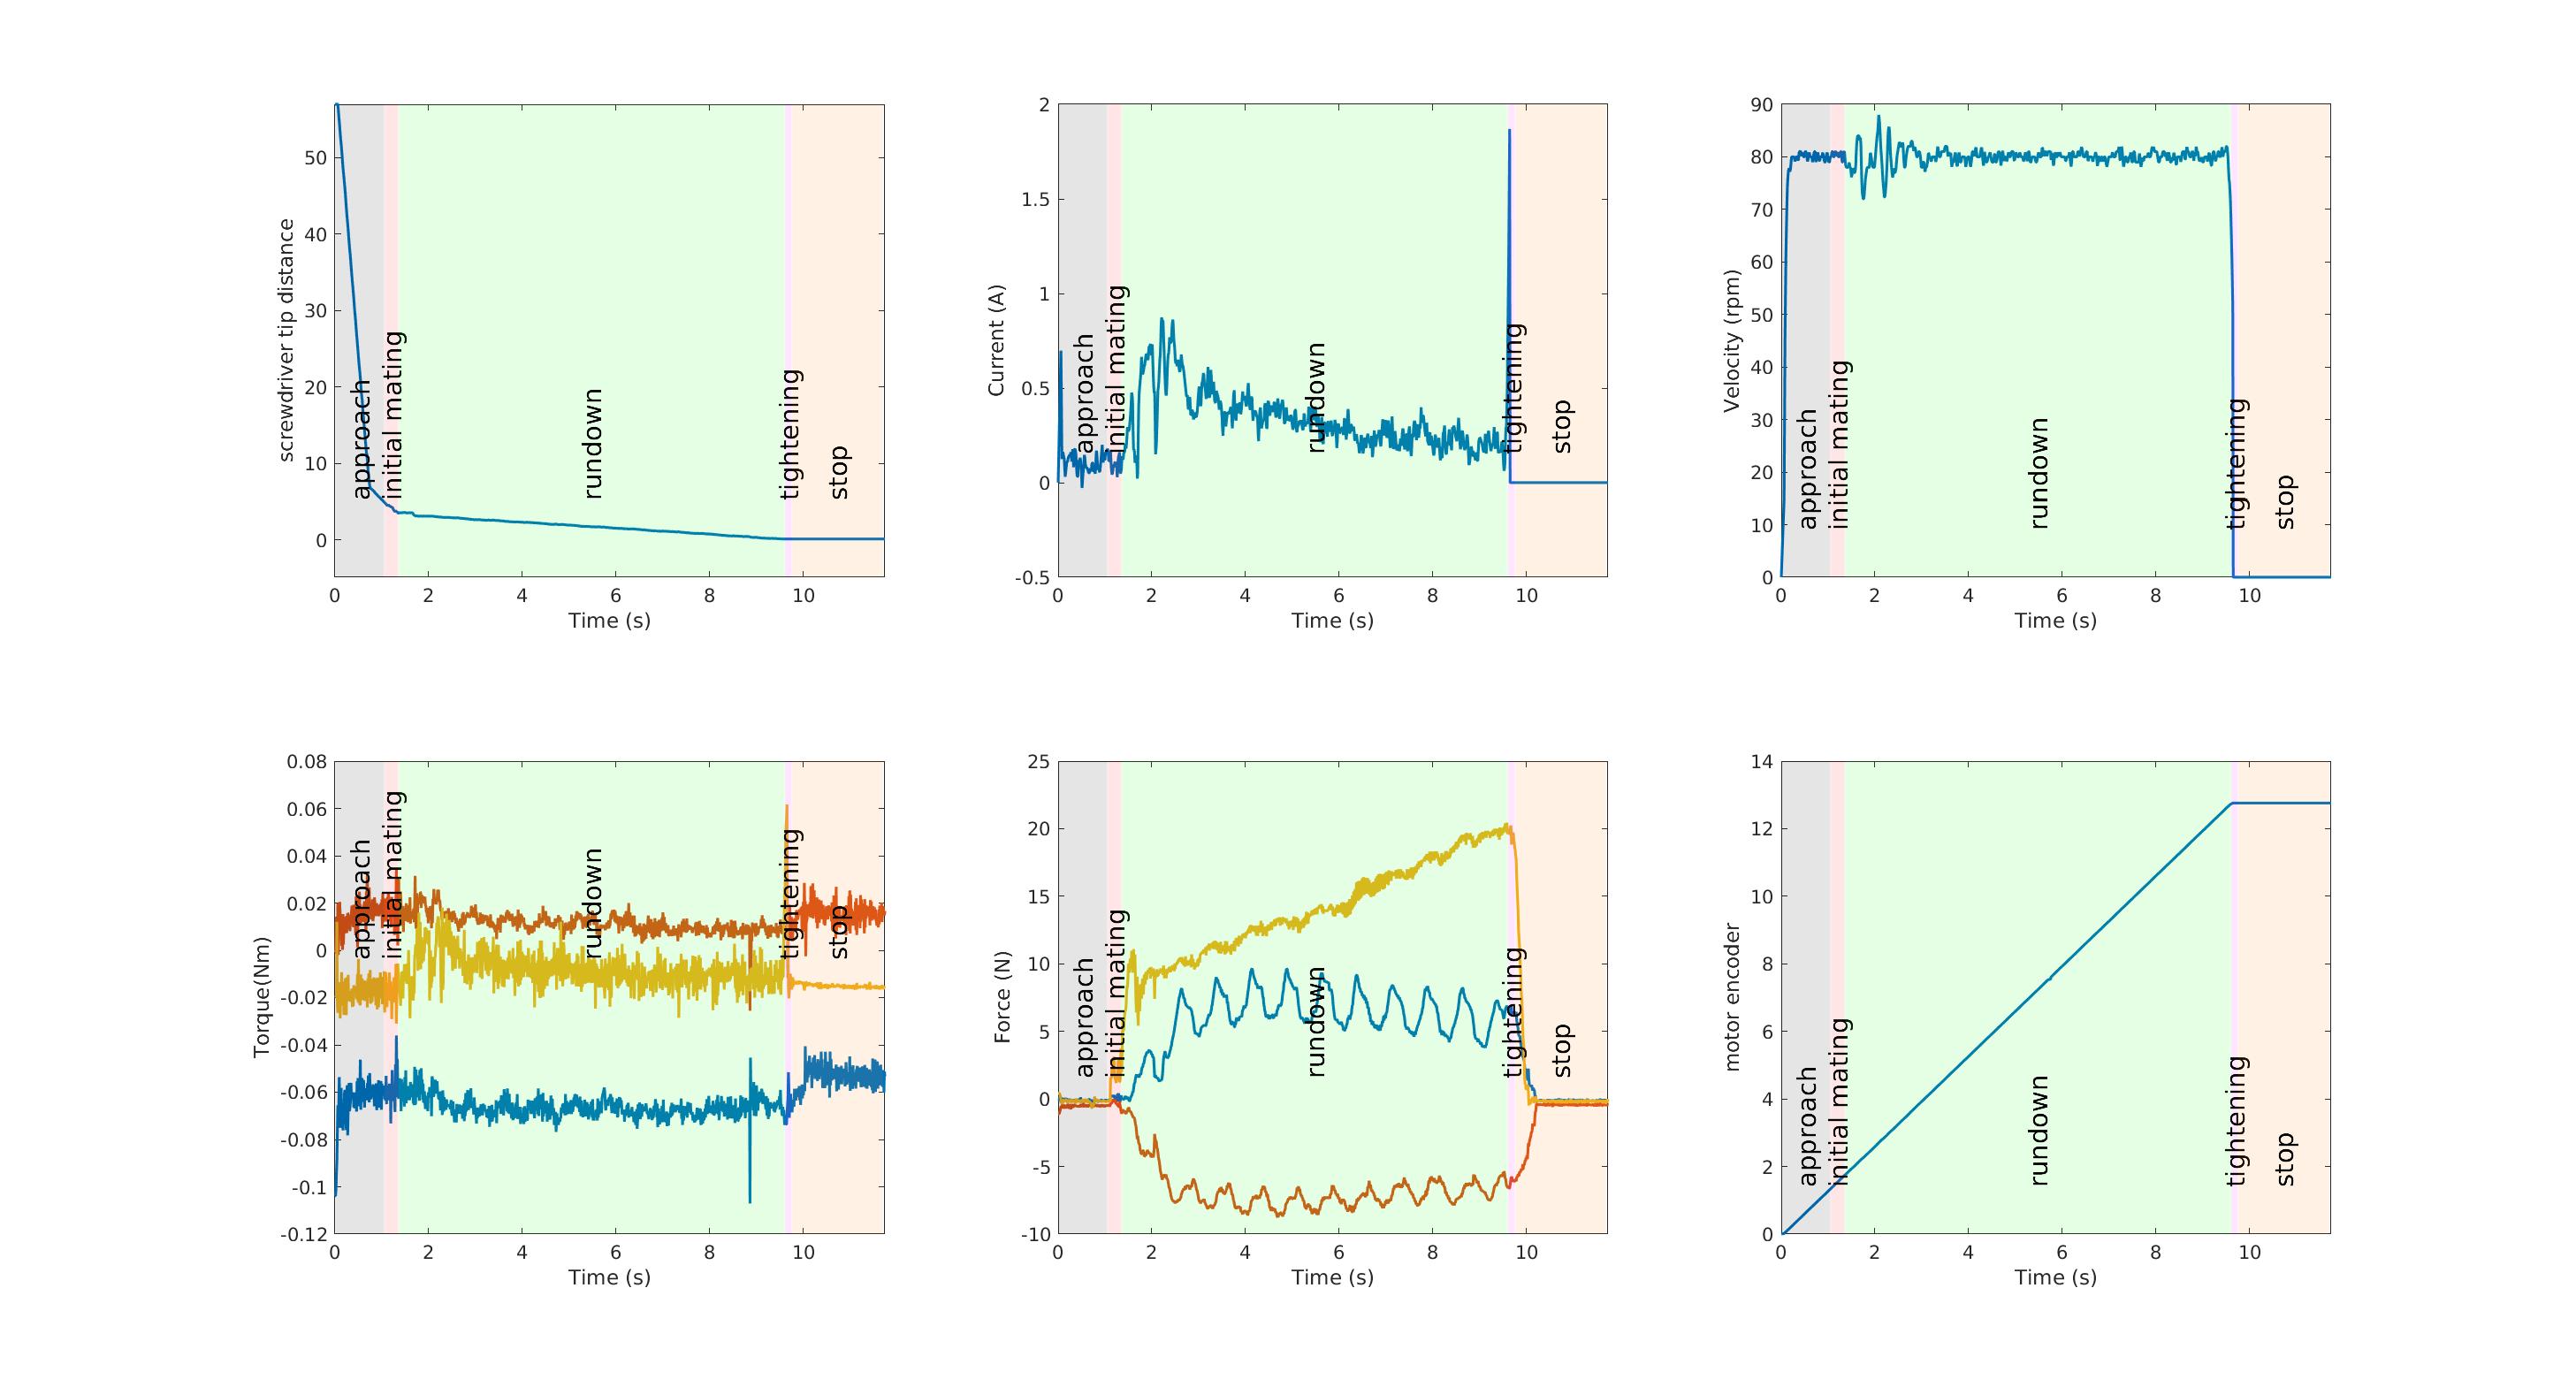 screwdriver tip distance
50
40
30
20
10
0
approach
initial mating
rundown
tightening
stop
0 2 4 6 8 10
Time (s)
Current (A)
2
1.5
1
0.5
0
-0.5
approach
initial mating
rundown
tightening
stop
0 2 4 6 8 10
Time (s)
Velocity (rpm)
90
80
70
60
50
40
30
20
10
0
approach
initial mating
rundown
tightening
stop
0 2 4 6 8 10
Time (s)
Torque(Nm)
0.08
0.06
0.04
0.02
0
-0.02
-0.04
-0.06
-0.08
-0.1
-0.12
approach
initial mating
rundown
tightening
stop
0 2 4 6 8 10
Time (s)
Force (N)
25
20
15
10
5
0
-5
-10
approach
initial mating
rundown
tightening
stop
0 2 4 6 8 10
Time (s)
motor encoder
14
12
10
8
6
4
2
0
approach
initial mating
rundown
tightening
stop
0 2 4 6 8 10
Time (s)